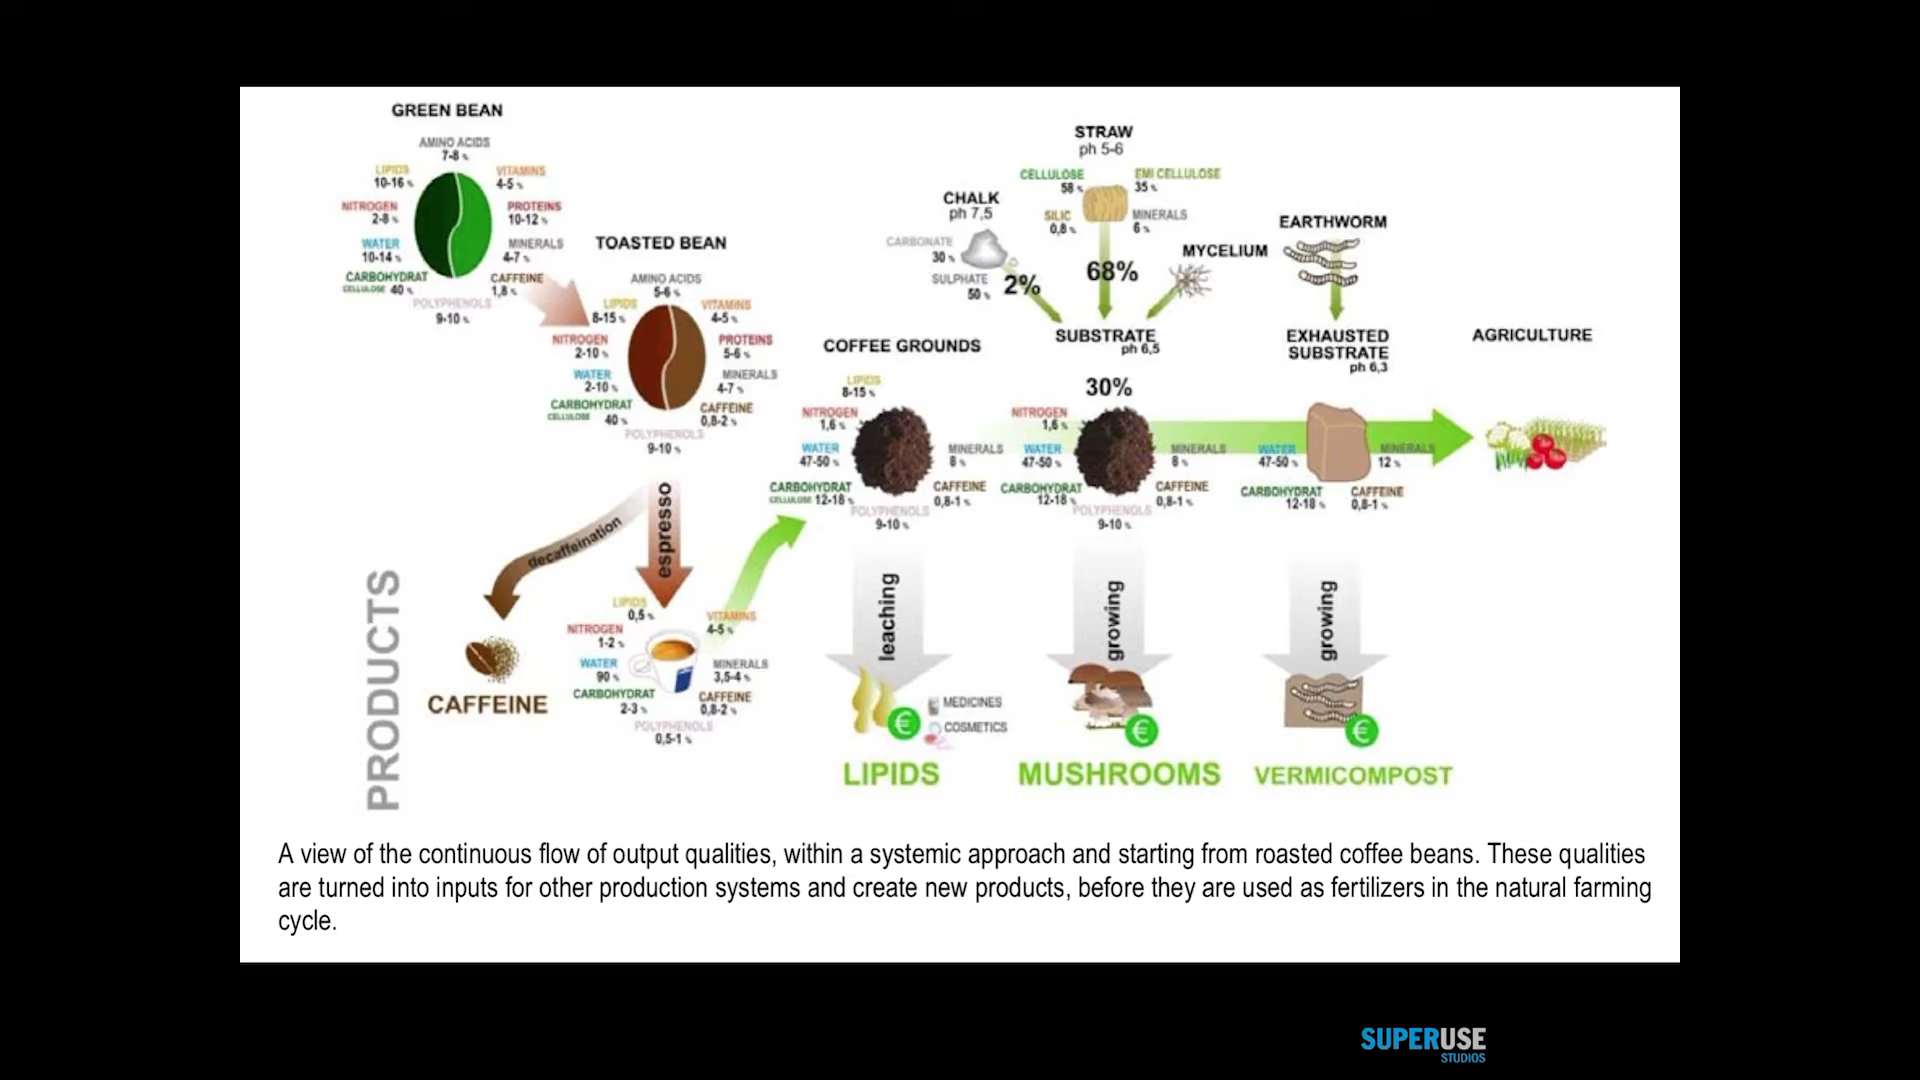 GREEN BEAN
AMINO ACIDS
7-8 %
LIPIDS
10-16 %
VITAMINS
4-5 %
NITROGEN
2-8 %
PROTEINS
10-12 %
WATER
10-14 %
MINERALS
4-7 %
CARBOHYDRAT
CELLULOSE 40 %
CAFFEINE
1,8 %
POLYPHENOLS
9-10 %
TOASTED BEAN
AMINO ACIDS
5-6 %
LIPIDS
8-15 %
VITAMINS
4-5 %
NITROGEN
2-10 %
PROTEINS
5-6 %
WATER
2-10 %
MINERALS
4-7 %
CARBOHYDRAT
CELLULOSE 40 %
CAFFEINE
0,8-2 %
POLYPHENOLS
9-10 %
decaffeination
espresso
CAFFEINE
LIPIDS
0,5 %
VITAMINS
4-5 %
NITROGEN
1-2 %
WATER
90 %
MINERALS
3,5-4 %
CARBOHYDRAT
2-3 %
CAFFEINE
0,8-2 %
POLYPHENOLS
0,5-1 %
PRODUCTS
COFFEE GROUNDS
LIPIDS
8-15 %
NITROGEN
1,6 %
WATER
47-50 %
MINERALS
8 %
CARBOHYDRAT
CELLULOSE 12-18 %
CAFFEINE
0,8-1 %
POLYPHENOLS
9-10 %
leaching
MEDICINES
COSMETICS
€
LIPIDS
CHALK
ph 7,5
CARBONATE
30 %
SULPHATE
50 %
2%
STRAW
ph 5-6
CELLULOSE
58 %
EMI CELLULOSE
35 %
SILIC
0,8 %
MINERALS
6 %
68%
MYCELIUM
SUBSTRATE
ph 6,5
30%
NITROGEN
1,6 %
WATER
47-50 %
MINERALS
8 %
CARBOHYDRAT
12-18 %
CAFFEINE
0,8-1 %
POLYPHENOLS
9-10 %
growing
€
MUSHROOMS
EARTHWORM
EXHAUSTED
SUBSTRATE
ph 6,3
WATER
47-50 %
MINERALS
12 %
CARBOHYDRAT
12-18 %
CAFFEINE
0,8-1 %
growing
€
VERMICOMPOST
AGRICULTURE
A view of the continuous flow of output qualities, within a systemic approach and starting from roasted coffee beans. These qualities
are turned into inputs for other production systems and create new products, before they are used as fertilizers in the natural farming
cycle.
SUPERUSE
STUDIOS